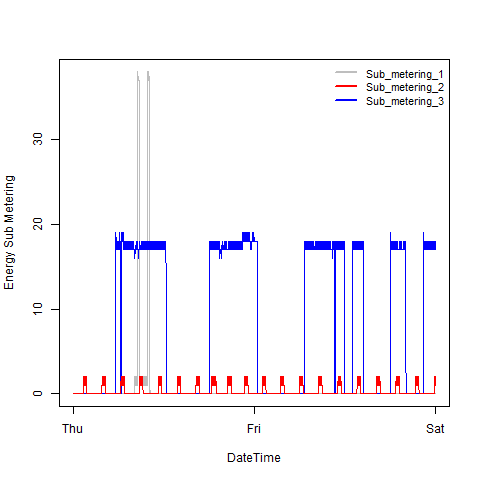 Sub_metering_1
Sub_metering_2
Sub_metering_3
Energy Sub Metering
30
20
10
0
Thu Fri Sat
DateTime